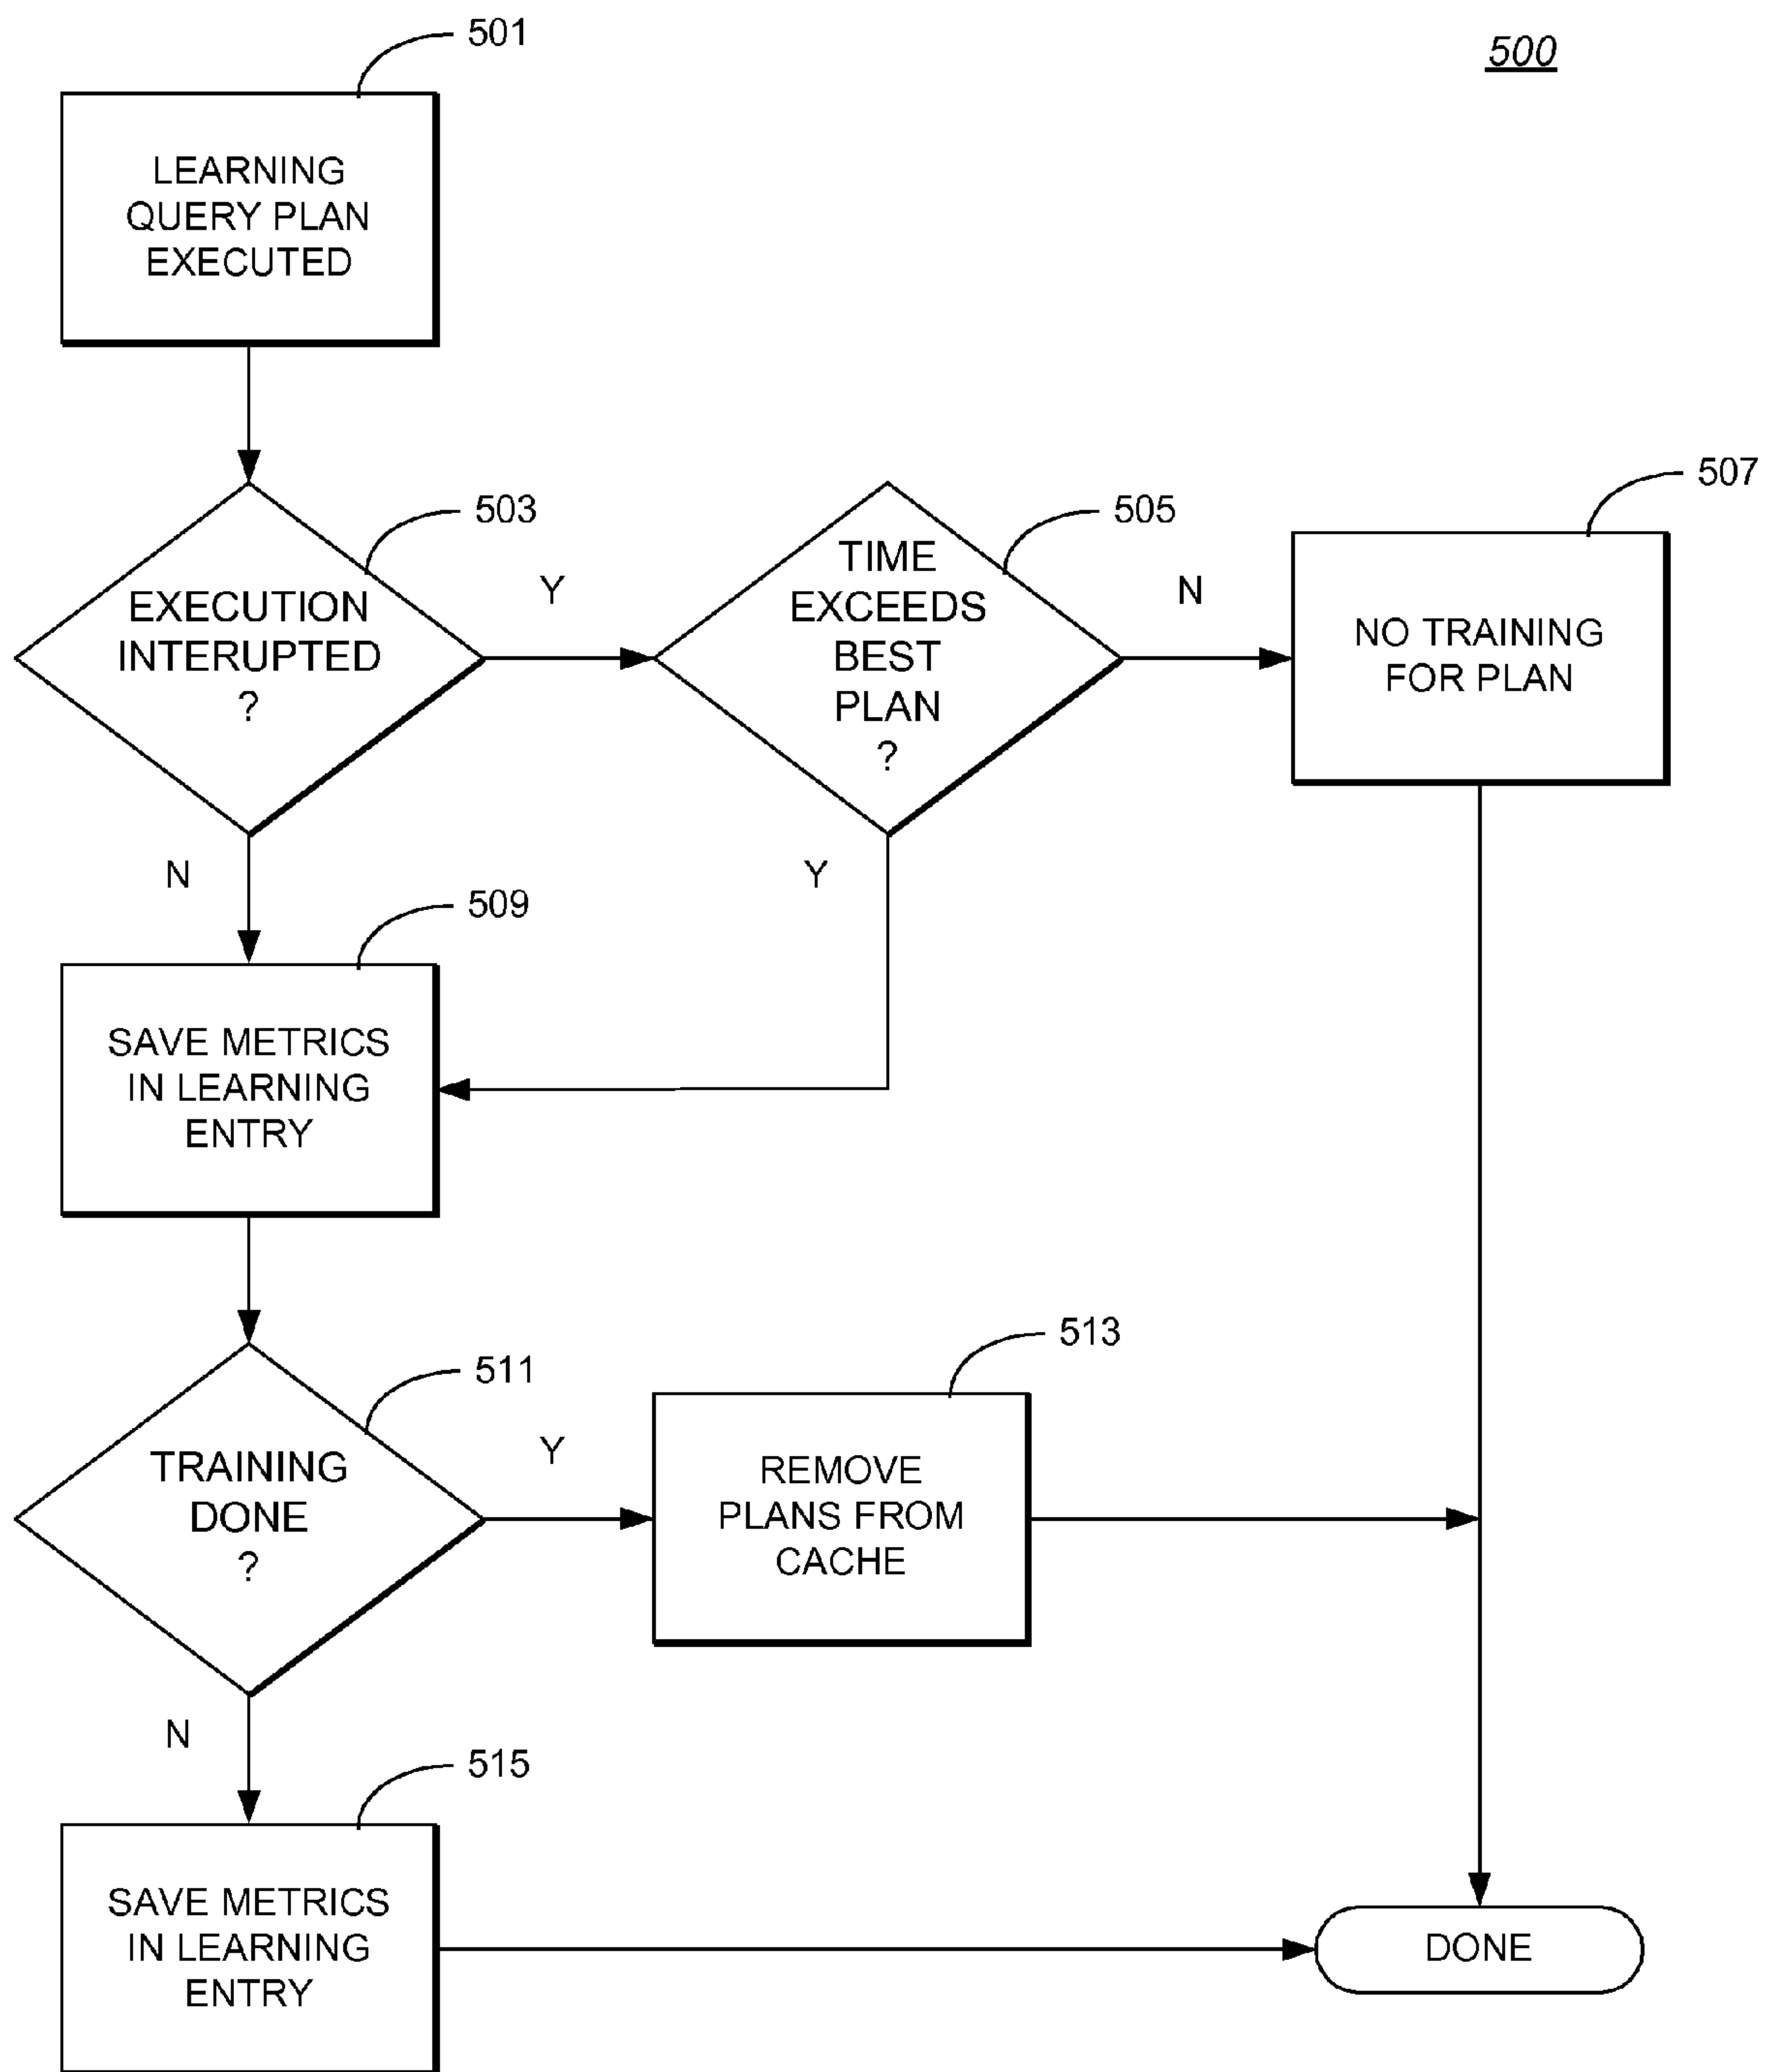 501
500
LEARNING
QUERY PLAN
EXECUTED
503
EXECUTION
INTERUPTED
?
Y
505
TIME
EXCEEDS
BEST
PLAN
?
N
507
NO TRAINING
FOR PLAN
N
Y
509
SAVE METRICS
IN LEARNING
ENTRY
511
TRAINING
DONE
?
Y
513
REMOVE
PLANS FROM
CACHE
N
515
SAVE METRICS
IN LEARNING
ENTRY
DONE